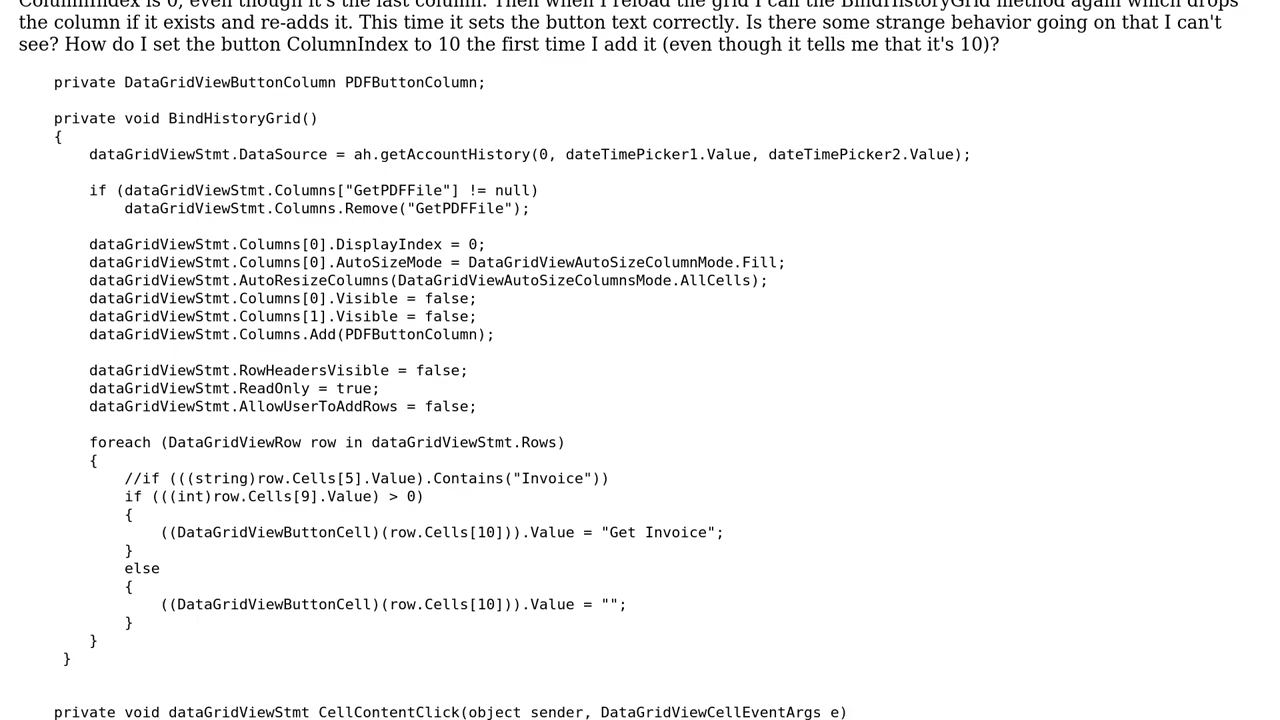 ColumnIndex is 0, even though it's the last column. Then when I reload the grid I call the BindHistoryGrid method again which drops
the column if it exists and re-adds it. This time it sets the button text correctly. Is there some strange behavior going on that I can't
see? How do I set the button ColumnIndex to 10 the first time I add it (even though it tells me that it's 10)?
private DataGridViewButtonColumn PDFButtonColumn;
private void BindHistoryGrid()
{
dataGridViewStmt.DataSource = ah.getAccountHistory(0, dateTimePicker1.Value, dateTimePicker2.Value);
if (dataGridViewStmt.Columns["GetPDFFile"] != null)
dataGridViewStmt.Columns.Remove("GetPDFFile");
dataGridViewStmt.Columns[0].DisplayIndex = 0;
dataGridViewStmt.Columns[0].AutoSizeMode = DataGridViewAutoSizeColumnMode.Fill;
dataGridViewStmt.AutoResizeColumns(DataGridViewAutoSizeColumnsMode.AllCells);
dataGridViewStmt.Columns[0].Visible = false;
dataGridViewStmt.Columns[1].Visible = false;
dataGridViewStmt.Columns.Add(PDFButtonColumn);
dataGridViewStmt.RowHeadersVisible = false;
dataGridViewStmt.ReadOnly = true;
dataGridViewStmt.AllowUserToAddRows = false;
foreach (DataGridViewRow row in dataGridViewStmt.Rows)
{
//if (((string)row.Cells[5].Value).Contains("Invoice"))
if (((int)row.Cells[9].Value) > 0)
{
((DataGridViewButtonCell)(row.Cells[10])).Value = "Get Invoice";
}
else
{
((DataGridViewButtonCell)(row.Cells[10])).Value = "";
}
}
}
private void dataGridViewStmt_CellContentClick(object sender, DataGridViewCellEventArgs e)